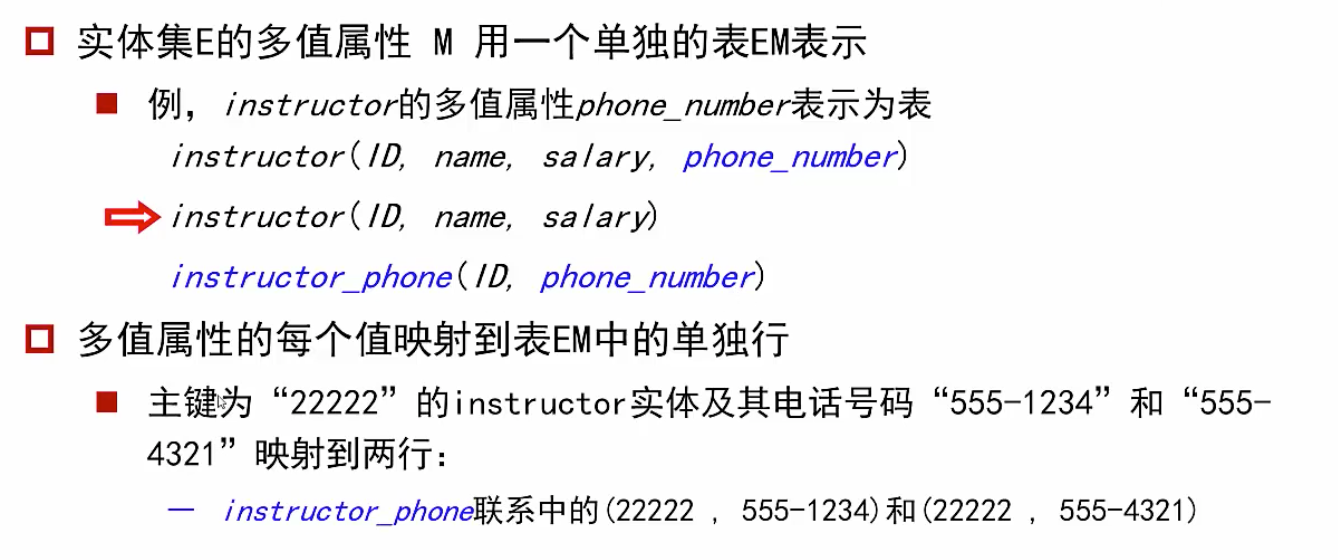 实体集E的多值属性 M 用一个单独的表EM表示
例，instructor的多值属性phone_number表示为表
instructor(ID, name, salary, phone_number)
instructor(ID, name, salary)
instructor_phone(ID, phone_number)
多值属性的每个值映射到表EM中的单独行
主键为“22222”的instructor实体及其电话号码“555-1234”和“555-
4321”映射到两行：
— instructor_phone联系中的(22222 , 555-1234)和(22222 , 555-4321)